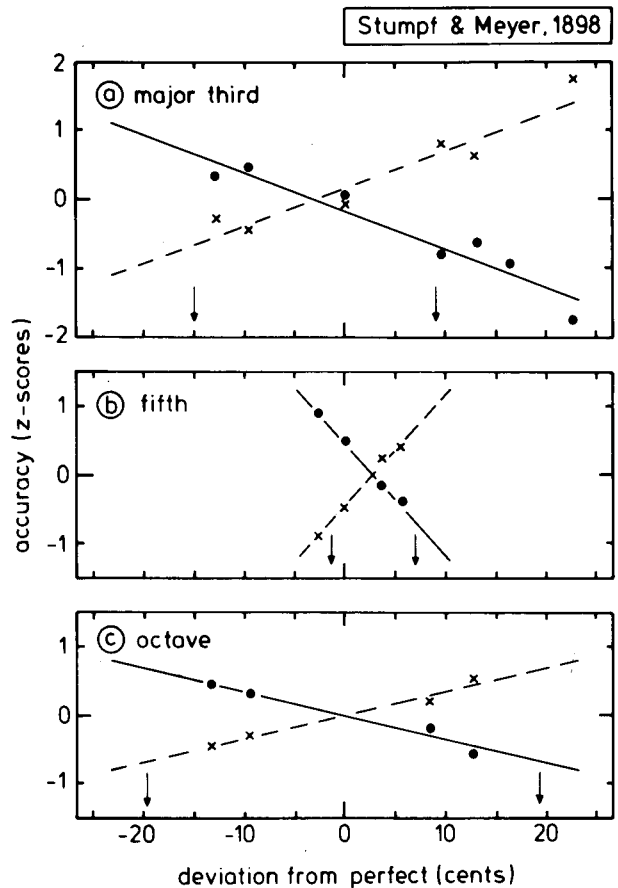 Stumpf & Meyer, 1898
2
ⓐ major third
1
0
-1
-2
accuracy (z-scores)
1
ⓑ fifth
0
-1
1
ⓒ octave
0
-1
-20 -10 0 10 20
deviation from perfect (cents)